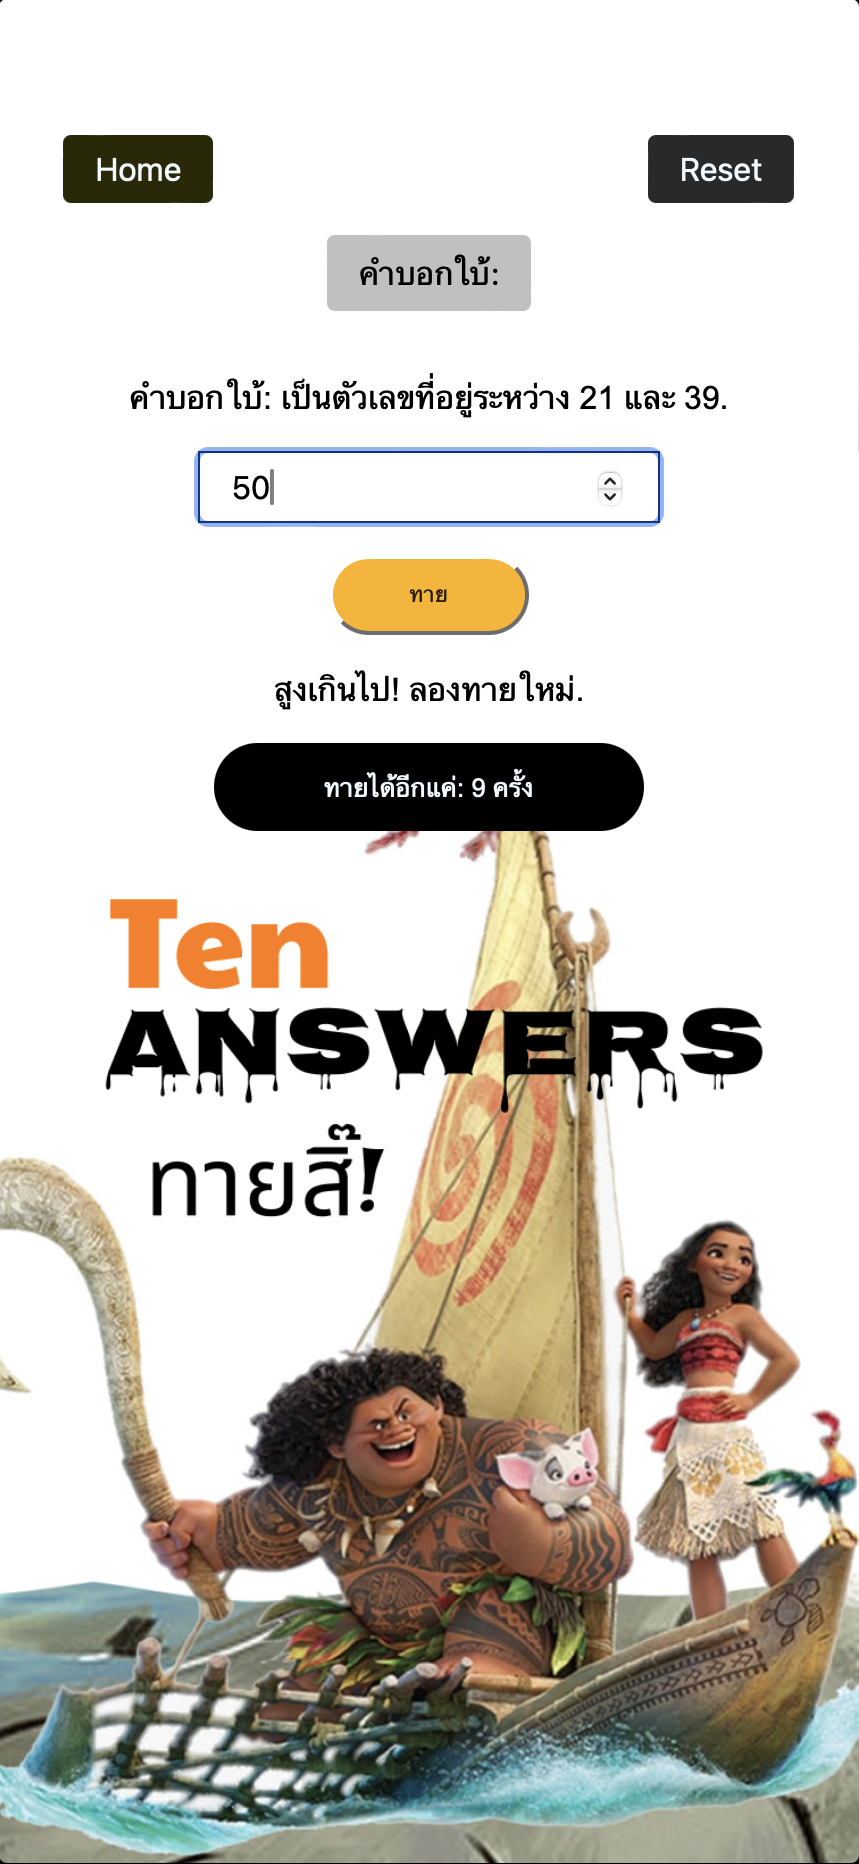 Home
Reset
คำบอกใบ้:
คำบอกใบ้: เป็นตัวเลขที่อยู่ระหว่าง 21 และ 39.
50
ทาย
สูงเกินไป! ลองทายใหม่.
ทายได้อีกแค่: 9 ครั้ง
Ten
ANSWERS
ทายสิ๊!